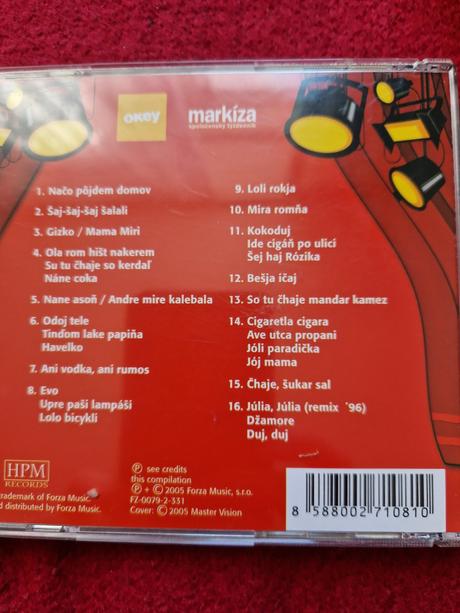 OKEY
markíza
spoločenský týždenník
1. Načo pôjdem domov
2. Šaj-šaj-šaj šalali
3. Gizko / Mama Miri
4. Ola rom hišt nakerem
Su tu čhaje so kerďaľ
Náne coka
5. Nane asoň / Andre mire kalebala
6. Odoj tele
Tinďom lake papiňa
Havelko
7. Ani vodka, ani rumos
8. Evo
Upre paši lampáši
Lolo bicykli
9. Loli rokja
10. Mira romňa
11. Kokoduj
Ide cigáň po ulici
Šej haj Rózika
12. Bešja ičaj
13. So tu čhaje mandar kamez
14. Cigaretla cigara
Ave utca propani
Jóli paradička
Jój mama
15. Čhaje, šukar sal
16. Júlia, Júlia (remix ´96)
Džamore
Duj, duj
HPM
RECORDS
trademark of Forza Music.
d distributed by Forza Music.
Ⓟ see credits
this compilation
Ⓟ + © 2005 Forza Music, s.r.o.
FZ-0079-2-331
Cover: © 2005 Master Vision
8 588002 710810